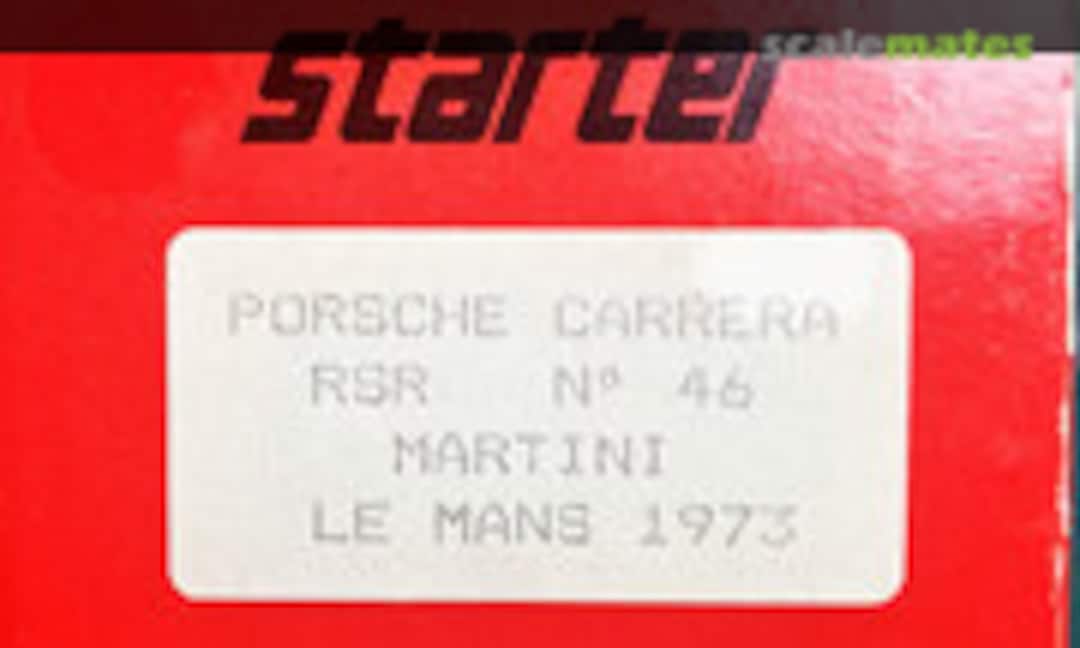 starter
scalemates
PORSCHE CARRERA
RSR Nº 46
MARTINI
LE MANS 1973